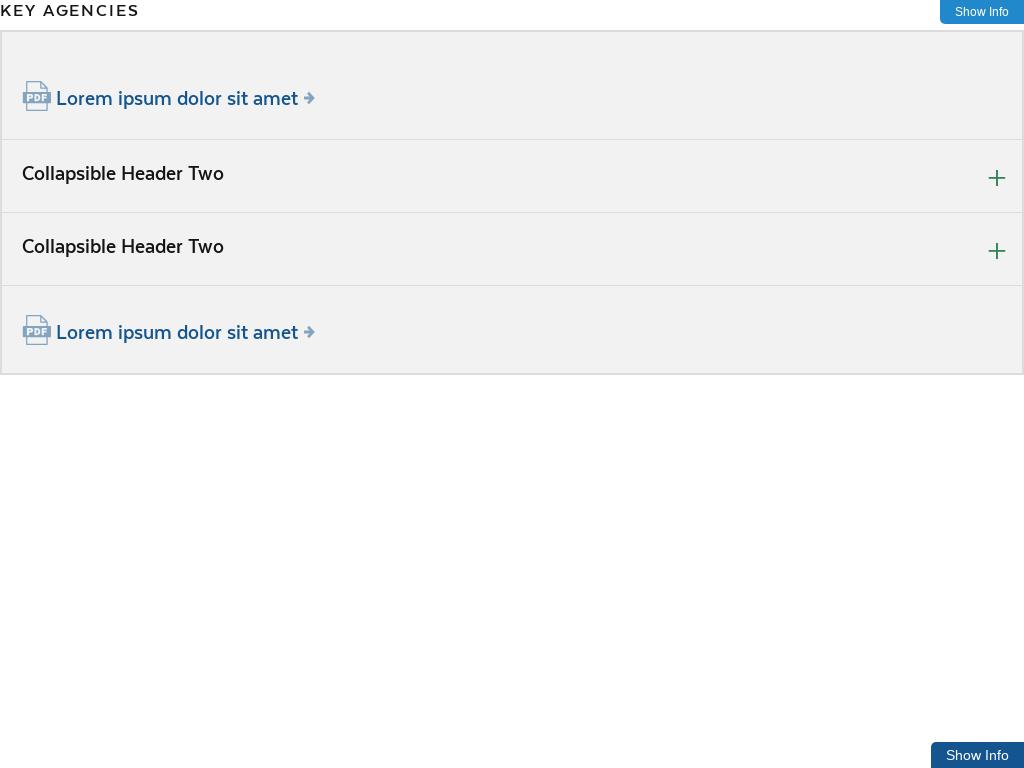 KEY AGENCIES
Show Info
PDF Lorem ipsum dolor sit amet
Collapsible Header Two
Collapsible Header Two
PDF Lorem ipsum dolor sit amet
Show Info